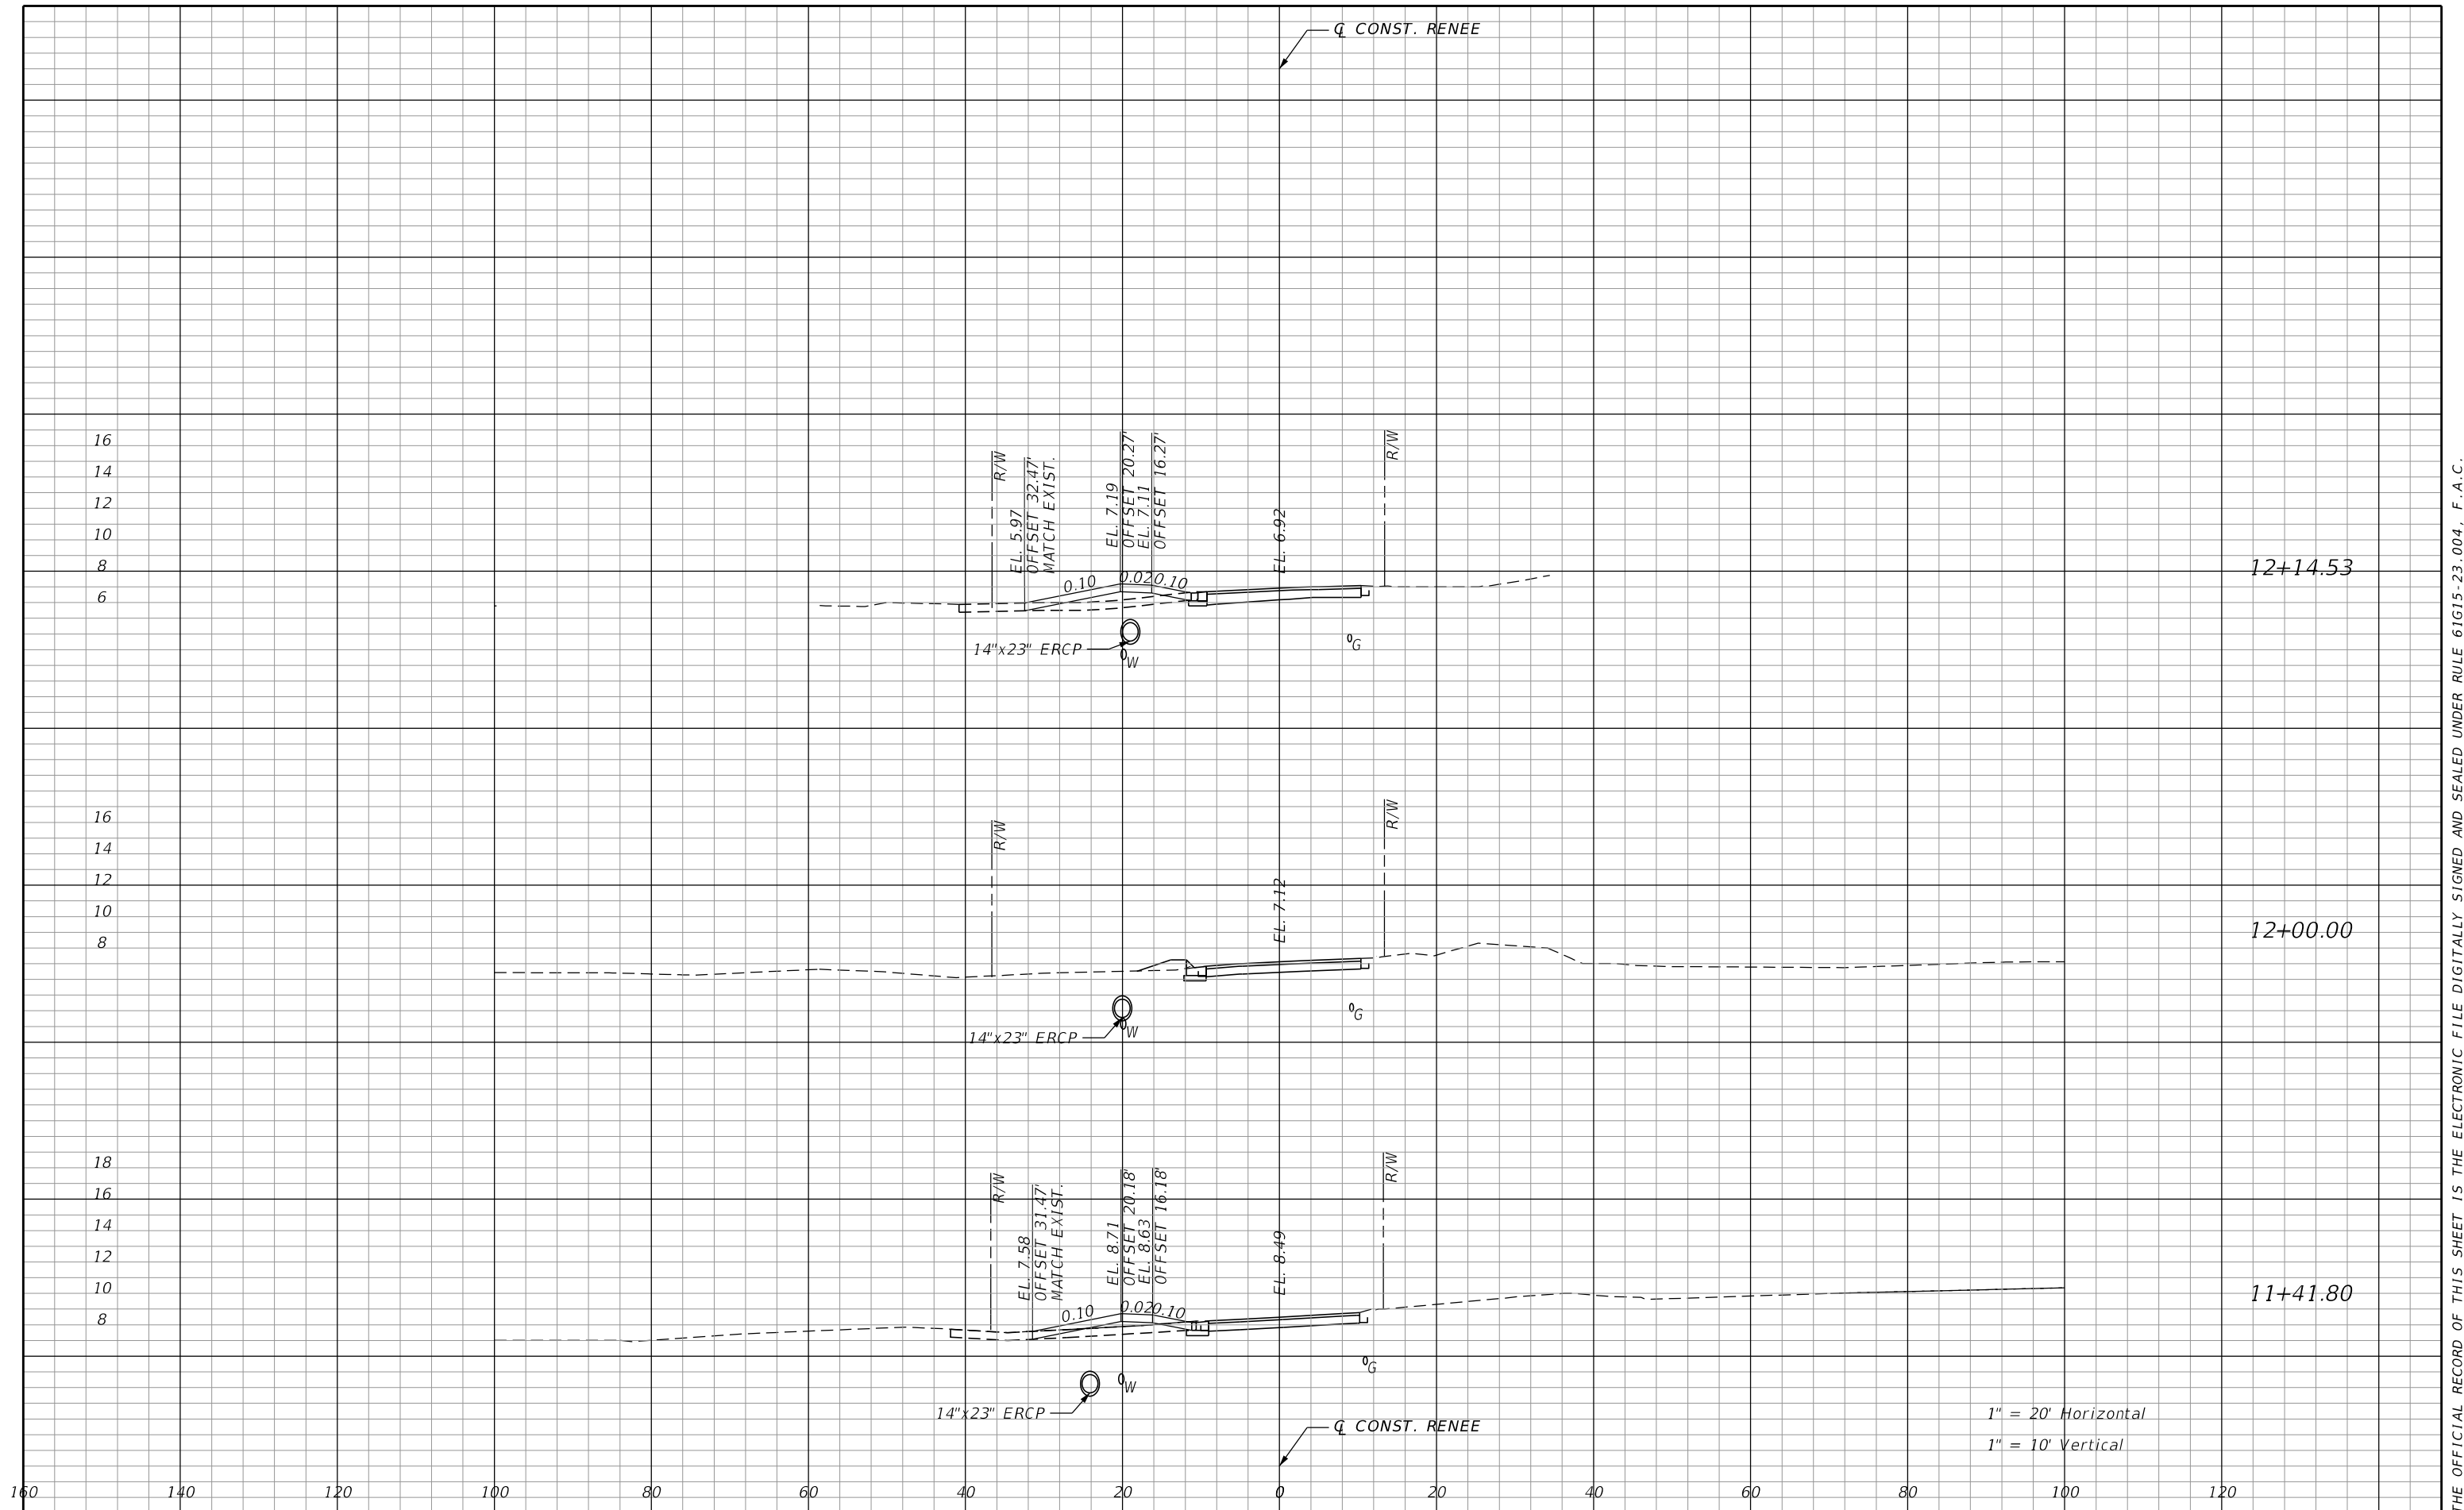 ℄ CONST. RENEE
16
14
12
10
8
6
R/W
EL. 5.97
OFFSET 32.47'
MATCH EXIST.
EL. 7.19
OFFSET 20.27'
EL. 7.11
OFFSET 16.27'
EL. 6.92
R/W
0.10
0.02
0.10
12+14.53
14"x23" ERCP
W
G
16
14
12
10
8
R/W
EL. 7.12
R/W
12+00.00
14"x23" ERCP
W
G
18
16
14
12
10
8
R/W
EL. 7.58
OFFSET 31.47'
MATCH EXIST.
EL. 8.71
OFFSET 20.18'
EL. 8.63
OFFSET 16.18'
EL. 8.49
R/W
0.10
0.02
0.10
11+41.80
14"x23" ERCP
W
G
℄ CONST. RENEE
1" = 20' Horizontal
1" = 10' Vertical
160 140 120 100 80 60 40 20 0 20 40 60 80 100 120
THE OFFICIAL RECORD OF THIS SHEET IS THE ELECTRONIC FILE DIGITALLY SIGNED AND SEALED UNDER RULE 61G15-23.004, F.A.C.